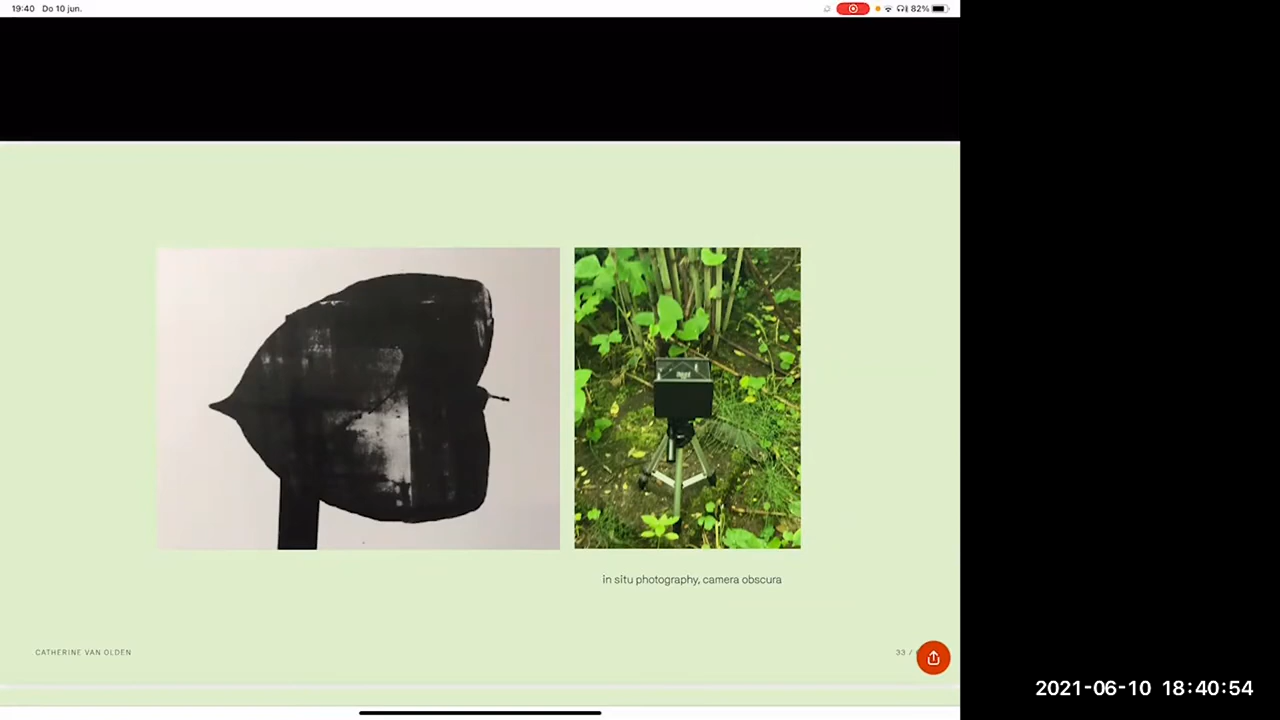 19:40 Do 10 jun. 82%
in situ photography, camera obscura
CATHERINE VAN OLDEN 33 /
2021-06-10 18:40:54